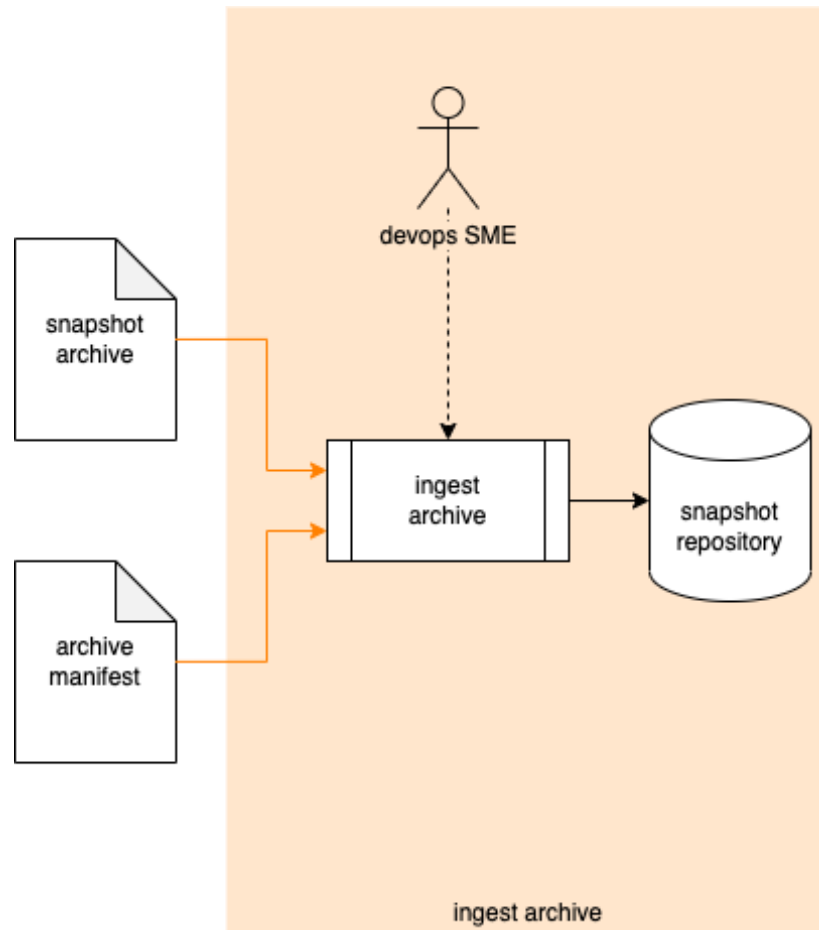 devops SME
snapshot
archive
ingest
archive
snapshot
repository
archive
manifest
ingest archive